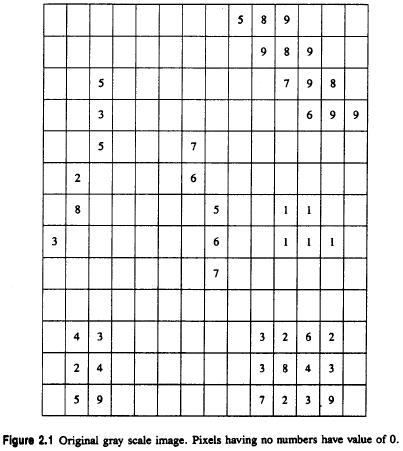 5 8 9
9 8 9
5 7 9 8
3 6 9 9
5 7
2 6
8 5 1 1
3 6 1 1 1
7
4 3 3 2 6 2
2 4 3 8 4 3
5 9 7 2 3 9
Figure 2.1 Original gray scale image. Pixels having no numbers have value of 0.